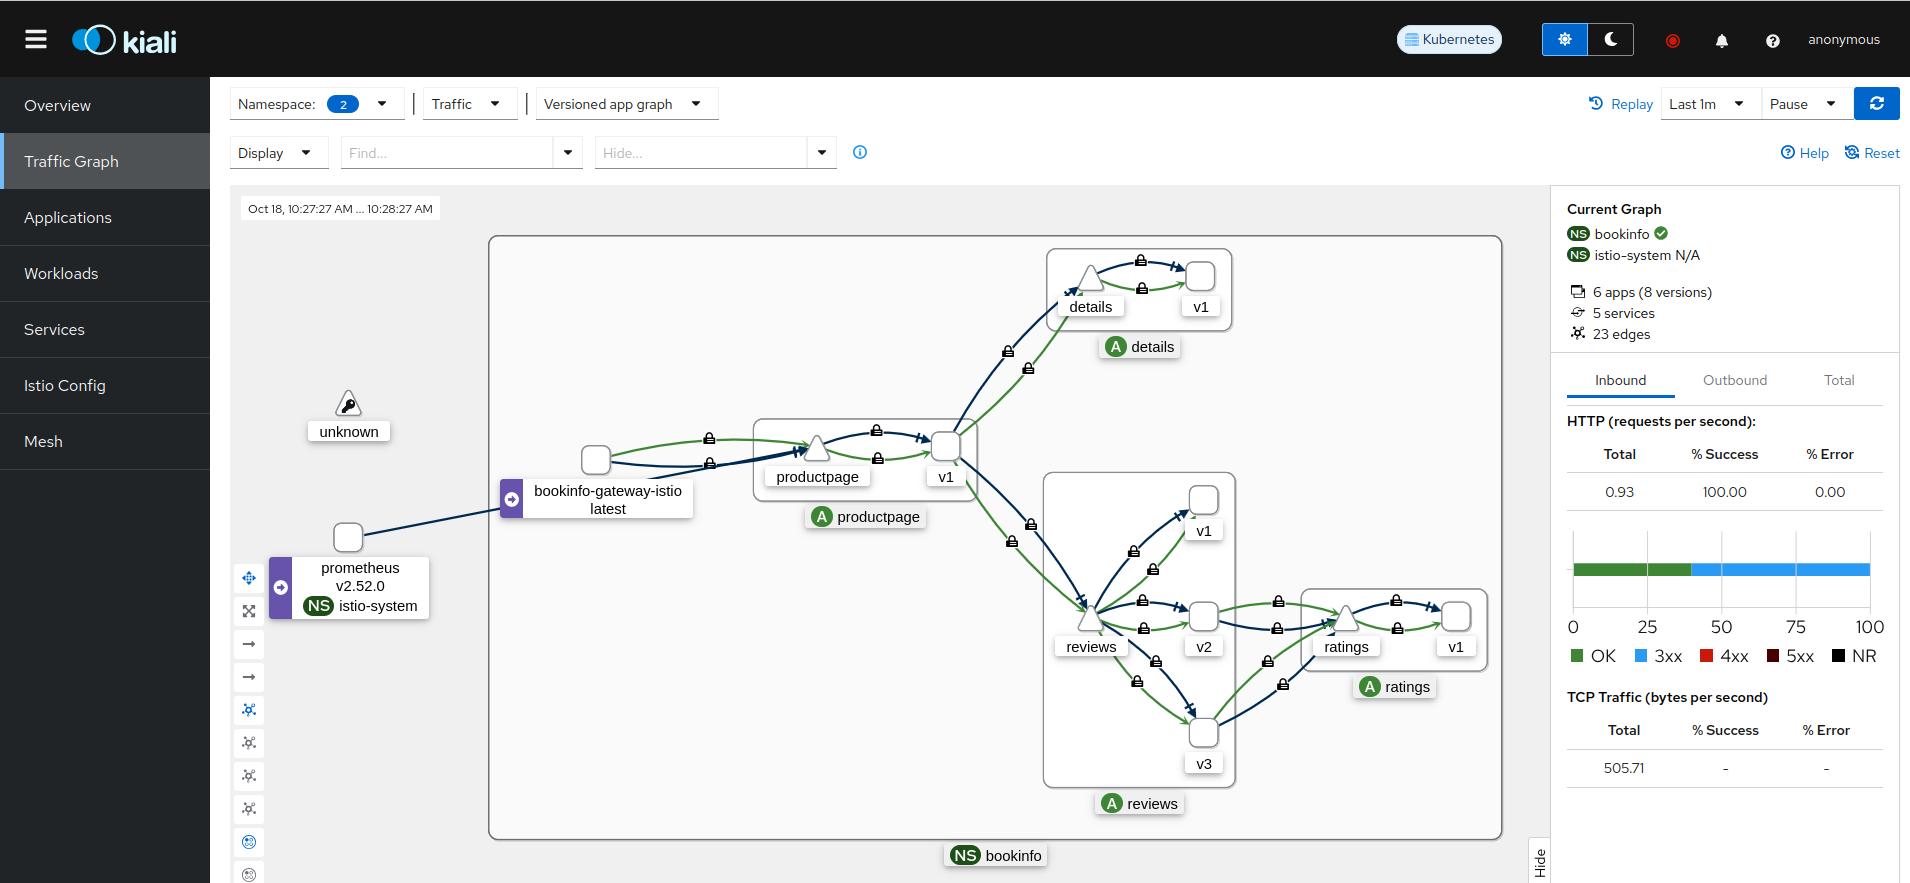 kiali
Kubernetes
anonymous
Overview
Traffic Graph
Applications
Workloads
Services
Istio Config
Mesh
Namespace: 2
Traffic
Versioned app graph
Replay
Last 1m
Pause
Display
Find...
Hide...
Help
Reset
Oct 18, 10:27:27 AM ... 10:28:27 AM
details
v1
A details
unknown
productpage
v1
A productpage
bookinfo-gateway-istio
latest
prometheus
v2.52.0
NS istio-system
v1
reviews
v2
v3
A reviews
ratings
v1
A ratings
NS bookinfo
Hide
Current Graph
NS bookinfo
NS istio-system N/A
6 apps (8 versions)
5 services
23 edges
Inbound
Outbound
Total
HTTP (requests per second):
Total % Success % Error
0.93 100.00 0.00
0 25 50 75 100
OK 3xx 4xx 5xx NR
TCP Traffic (bytes per second)
Total % Success % Error
505.71 - -